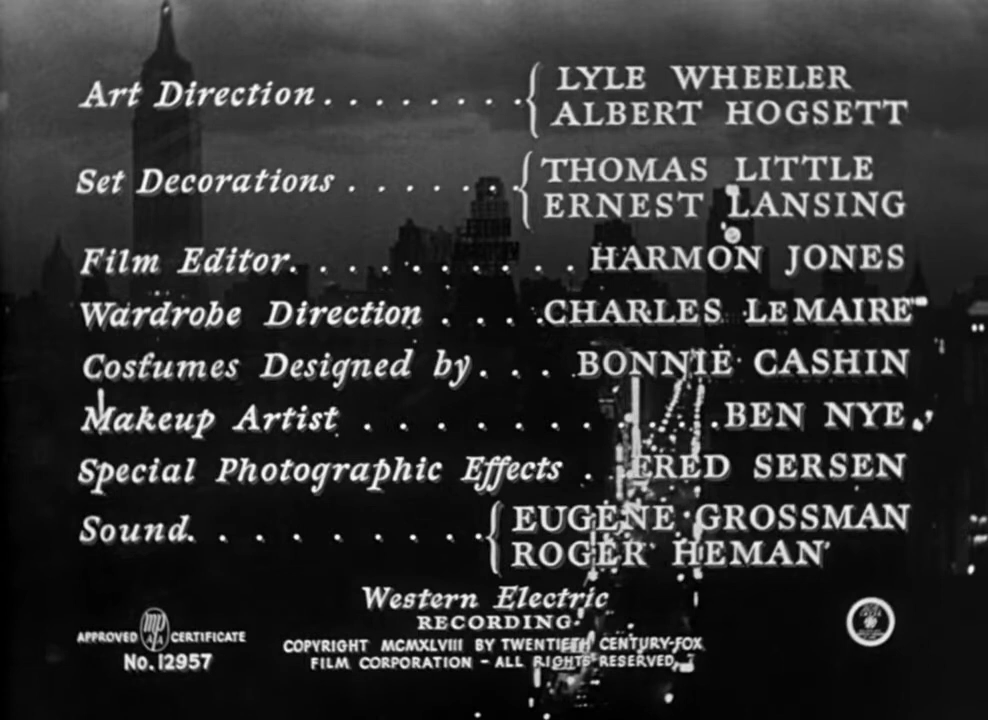 Art Direction . . . . . . . . { LYLE WHEELER
ALBERT HOGSETT
Set Decorations . . . . . . . { THOMAS LITTLE
ERNEST LANSING
Film Editor. . . . . . . . . . . HARMON JONES
Wardrobe Direction . . . . CHARLES LeMAIRE
Costumes Designed by . . . BONNIE CASHIN
Makeup Artist . . . . . . . . . . . . BEN NYE
Special Photographic Effects . . FRED SERSEN
Sound. . . . . . . . . . { EUGENE GROSSMAN
ROGER HEMAN
Western Electric
RECORDING
APPROVED MPAA CERTIFICATE
No. 12957
COPYRIGHT MCMXLVIII BY TWENTIETH CENTURY-FOX
FILM CORPORATION – ALL RIGHTS RESERVED